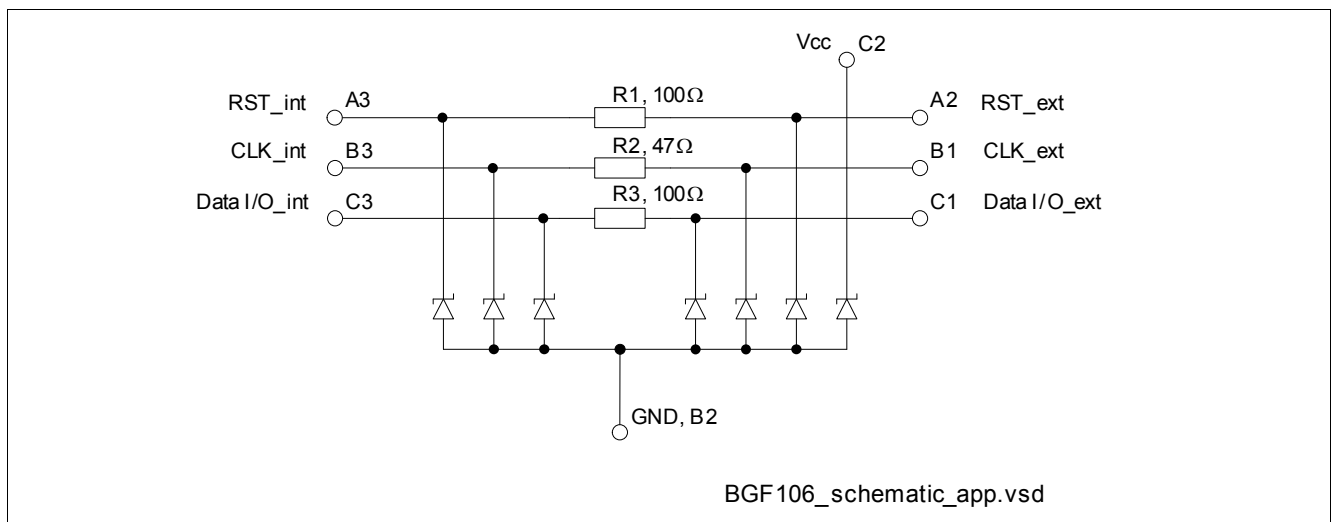 Vcc C2
RST_int A3 R1, 100Ω A2 RST_ext
CLK_int B3 R2, 47Ω B1 CLK_ext
Data I/O_int C3 R3, 100Ω C1 Data I/O_ext
GND, B2
BGF106_schematic_app.vsd